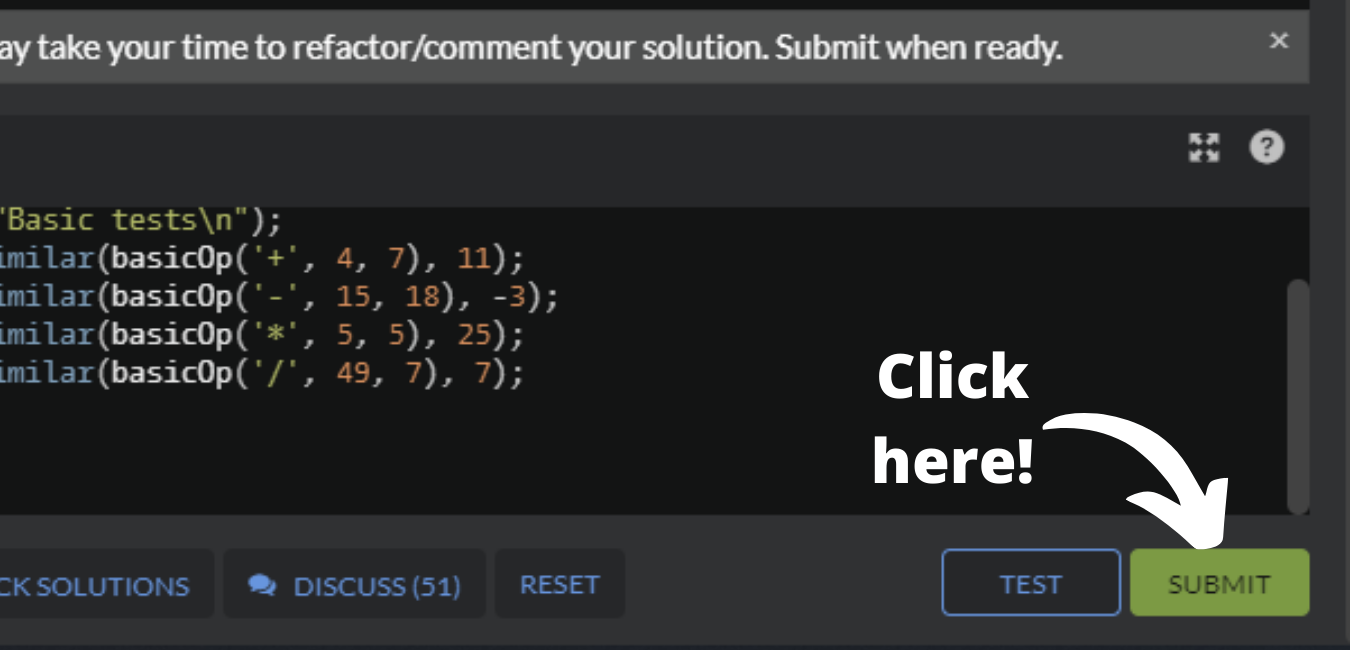 ay take your time to refactor/comment your solution. Submit when ready.
"Basic tests\n");
imilar(basicOp('+', 4, 7), 11);
imilar(basicOp('-', 15, 18), -3);
imilar(basicOp('*', 5, 5), 25);
imilar(basicOp('/', 49, 7), 7);
Click
here!
CK SOLUTIONS DISCUSS (51) RESET TEST SUBMIT